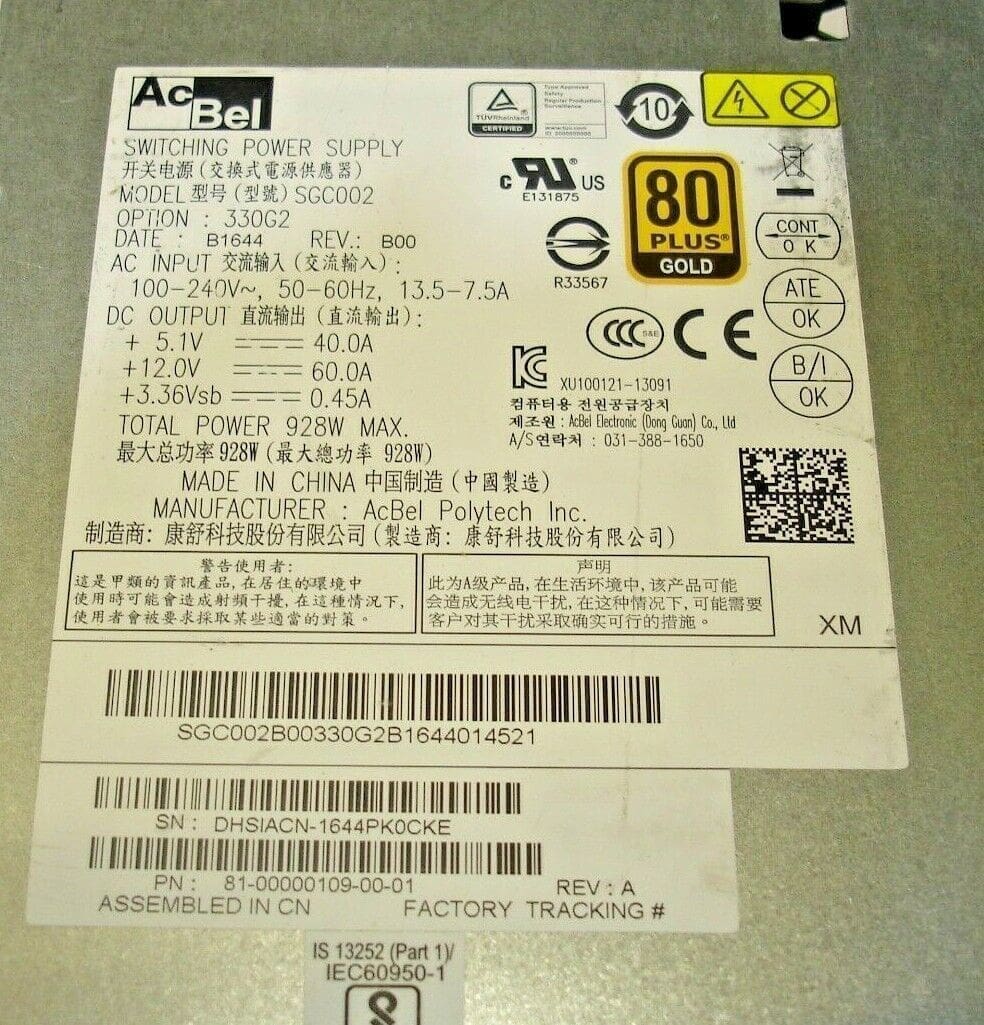 AcBel
SWITCHING POWER SUPPLY
开关电源(交换式電源供應器)
MODEL 型号(型號) SGC002
OPTION : 330G2
DATE : B1644 REV.: B00
AC INPUT 交流输入(交流輸入):
100-240V~, 50-60Hz, 13.5-7.5A
DC OUTPUT 直流输出(直流輸出):
+ 5.1V 40.0A
+12.0V 60.0A
+3.36Vsb 0.45A
TOTAL POWER 928W MAX.
最大总功率 928W (最大總功率 928W)
MADE IN CHINA 中国制造(中國製造)
MANUFACTURER : AcBel Polytech Inc.
制造商: 康舒科技股份有限公司(製造商: 康舒科技股份有限公司)
TÜVRheinland
CERTIFIED
Type Approved
Safety
Regular Production
Surveillance
www.tuv.com
10
c RU ® US
E131875
R33567
80
PLUS®
GOLD
CONT
O K
ATE
OK
B/I
OK
CCC S&E
CE
XU100121-13091
컴퓨터용 전원공급장치
제조원 : AcBel Electronic (Dong Guan) Co., Ltd
A/S연락처 : 031-388-1650
警告使用者:
這是甲類的資訊產品,在居住的環境中
使用時可能會造成射頻干擾,在這種情況下,
使用者會被要求採取某些適當的對策。
声明
此为A级产品,在生活环境中,该产品可能
会造成无线电干扰,在这种情况下,可能需要
客户对其干扰采取确实可行的措施。
XM
SGC002B00330G2B1644014521
SN : DHSIACN-1644PK0CKE
PN : 81-00000109-00-01 REV : A
ASSEMBLED IN CN FACTORY TRACKING #
IS 13252 (Part 1)/
IEC60950-1